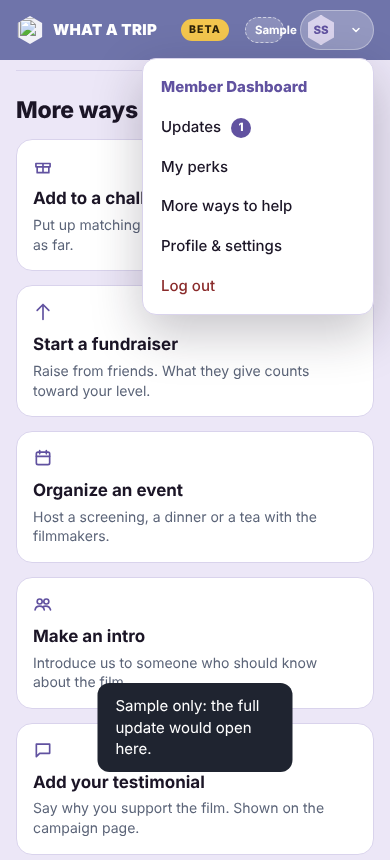 WHAT A TRIP
BETA
Sample
SS
Member Dashboard
Updates 1
My perks
More ways to help
Profile & settings
Log out
More ways
Add to a chall
Put up matching
as far.
Start a fundraiser
Raise from friends. What they give counts
toward your level.
Organize an event
Host a screening, a dinner or a tea with the
filmmakers.
Make an intro
Introduce us to someone who should know
about the film.
Sample only: the full
update would open
here.
Add your testimonial
Say why you support the film. Shown on the
campaign page.